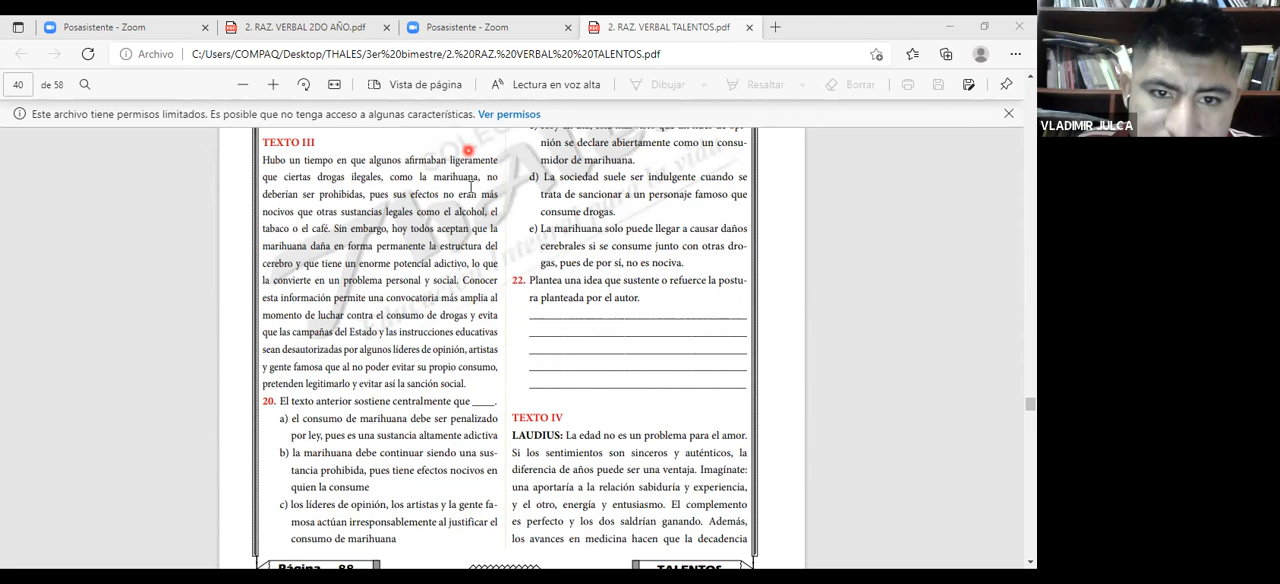 Posasistente - Zoom
2. RAZ. VERBAL 2DO AÑO.pdf
Posasistente - Zoom
2. RAZ. VERBAL TALENTOS.pdf
Archivo
C:/Users/COMPAQ/Desktop/THALES/3er%20bimestre/2.%20RAZ.%20VERBAL%20%20TALENTOS.pdf
40
de 58
Vista de página
Lectura en voz alta
Dibujar
Resaltar
Borrar
Este archivo tiene permisos limitados. Es posible que no tenga acceso a algunas características. Ver permisos
VLADIMIR JULCA
TEXTO III
Hubo un tiempo en que algunos afirmaban ligeramente
que ciertas drogas ilegales, como la marihuana, no
deberían ser prohibidas, pues sus efectos no eran más
nocivos que otras sustancias legales como el alcohol, el
tabaco o el café. Sin embargo, hoy todos aceptan que la
marihuana daña en forma permanente la estructura del
cerebro y que tiene un enorme potencial adictivo, lo que
la convierte en un problema personal y social. Conocer
esta información permite una convocatoria más amplia al
momento de luchar contra el consumo de drogas y evita
que las campañas del Estado y las instrucciones educativas
sean desautorizadas por algunos líderes de opinión, artistas
y gente famosa que al no poder evitar su propio consumo,
pretenden legitimarlo y evitar así la sanción social.
20. El texto anterior sostiene centralmente que ____.
a) el consumo de marihuana debe ser penalizado
por ley, pues es una sustancia altamente adictiva
b) la marihuana debe continuar siendo una sus-
tancia prohibida, pues tiene efectos nocivos en
quien la consume
c) los líderes de opinión, los artistas y la gente fa-
mosa actúan irresponsablemente al justificar el
consumo de marihuana
nión se declare abiertamente como un consu-
midor de marihuana.
d) La sociedad suele ser indulgente cuando se
trata de sancionar a un personaje famoso que
consume drogas.
e) La marihuana solo puede llegar a causar daños
cerebrales si se consume junto con otras dro-
gas, pues de por sí, no es nociva.
22. Plantea una idea que sustente o refuerce la postu-
ra planteada por el autor.
TEXTO IV
LAUDIUS: La edad no es un problema para el amor.
Si los sentimientos son sinceros y auténticos, la
diferencia de años puede ser una ventaja. Imagínate:
una aportaría a la relación sabiduría y experiencia,
y el otro, energía y entusiasmo. El complemento
es perfecto y los dos saldrían ganando. Además,
los avances en medicina hacen que la decadencia
Página 88
TALENTOS